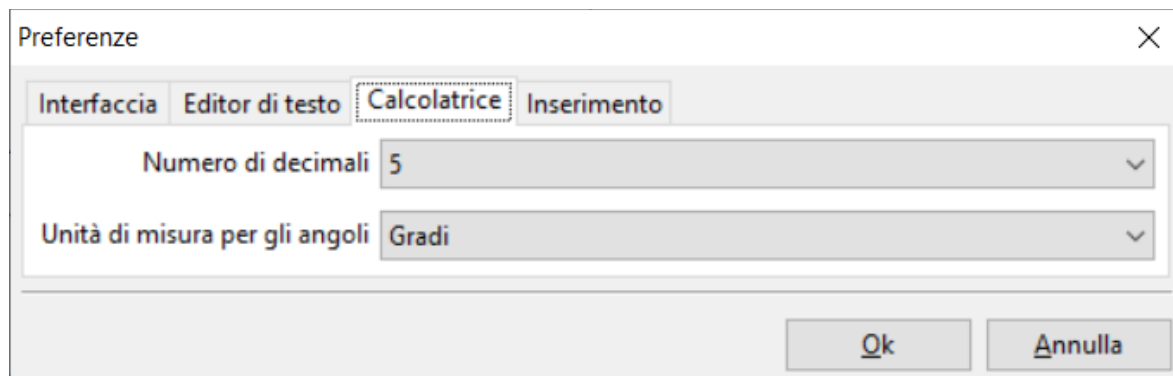 Preferenze
Interfaccia Editor di testo Calcolatrice Inserimento
Numero di decimali 5
Unità di misura per gli angoli Gradi
Ok Annulla